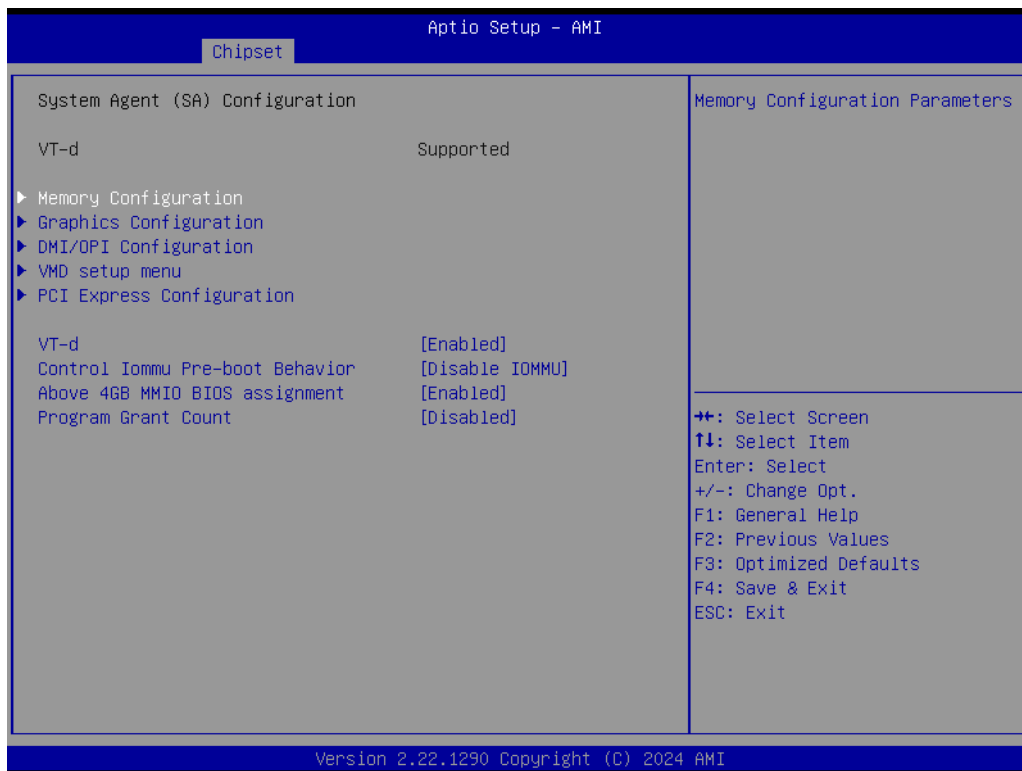 Aptio Setup – AMI
Chipset
System Agent (SA) Configuration
VT-d Supported
Memory Configuration
Graphics Configuration
DMI/OPI Configuration
VMD setup menu
PCI Express Configuration
VT-d [Enabled]
Control Iommu Pre-boot Behavior [Disable IOMMU]
Above 4GB MMIO BIOS assignment [Enabled]
Program Grant Count [Disabled]
Memory Configuration Parameters
→←: Select Screen
↑↓: Select Item
Enter: Select
+/-: Change Opt.
F1: General Help
F2: Previous Values
F3: Optimized Defaults
F4: Save & Exit
ESC: Exit
Version 2.22.1290 Copyright (C) 2024 AMI